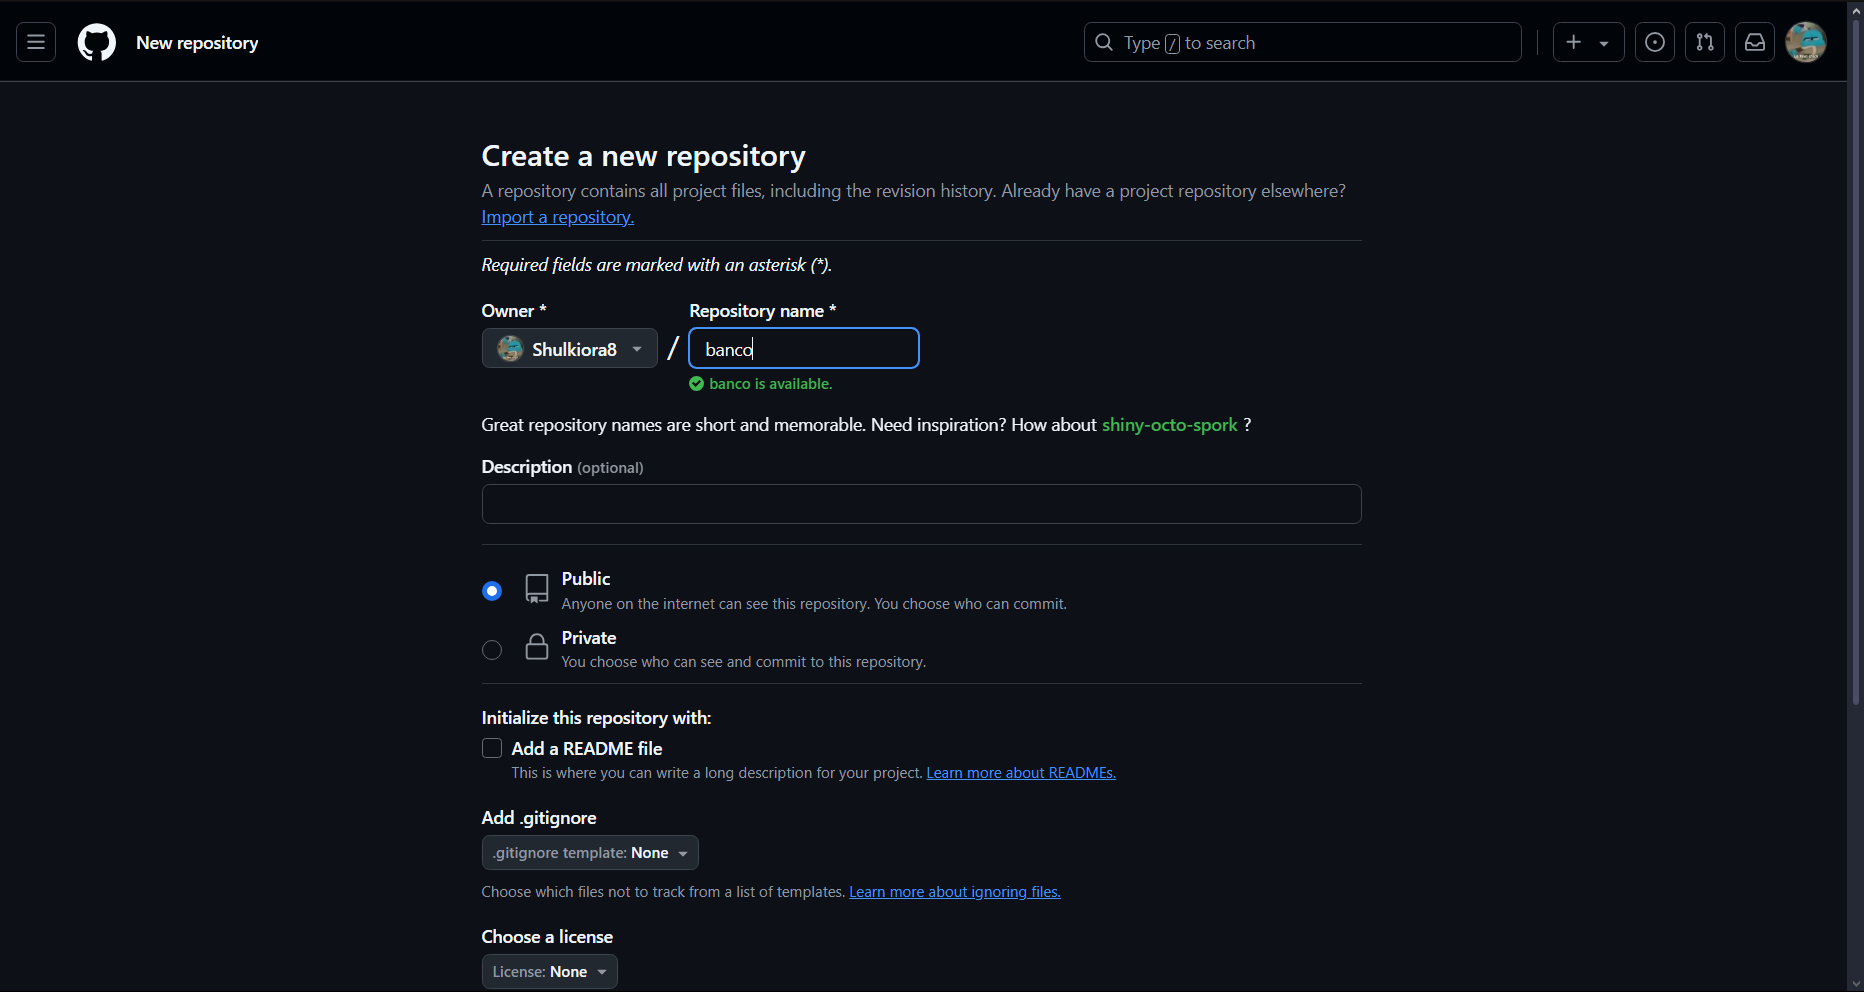 New repository
Type / to search
Create a new repository
A repository contains all project files, including the revision history. Already have a project repository elsewhere?
Import a repository.
Required fields are marked with an asterisk (*).
Owner *
Repository name *
Shulkiora8
/
banco
banco is available.
Great repository names are short and memorable. Need inspiration? How about shiny-octo-spork ?
Description (optional)
Public
Anyone on the internet can see this repository. You choose who can commit.
Private
You choose who can see and commit to this repository.
Initialize this repository with:
Add a README file
This is where you can write a long description for your project. Learn more about READMEs.
Add .gitignore
.gitignore template: None
Choose which files not to track from a list of templates. Learn more about ignoring files.
Choose a license
License: None